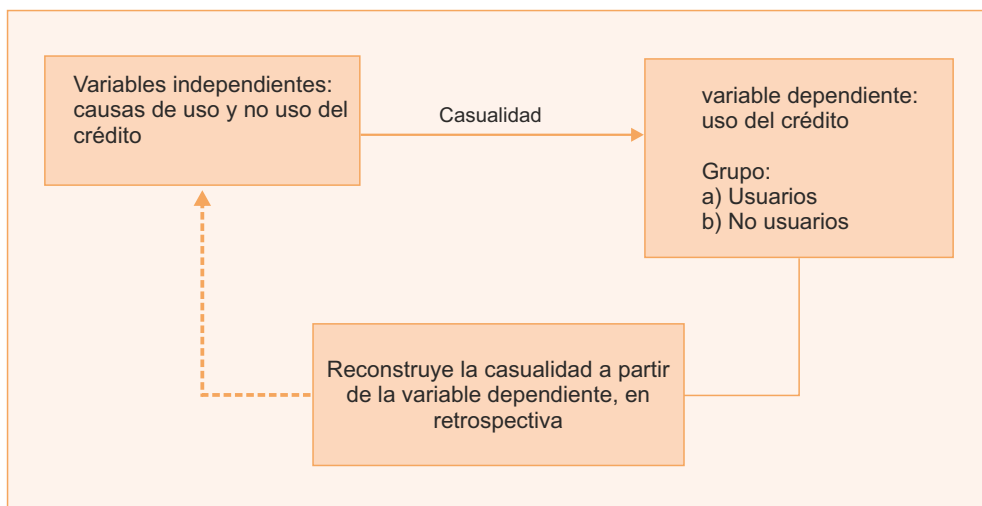 Variables independientes:
causas de uso y no uso del
crédito
Casualidad
variable dependiente:
uso del crédito
Grupo:
a) Usuarios
b) No usuarios
Reconstruye la casualidad a partir
de la variable dependiente, en
retrospectiva